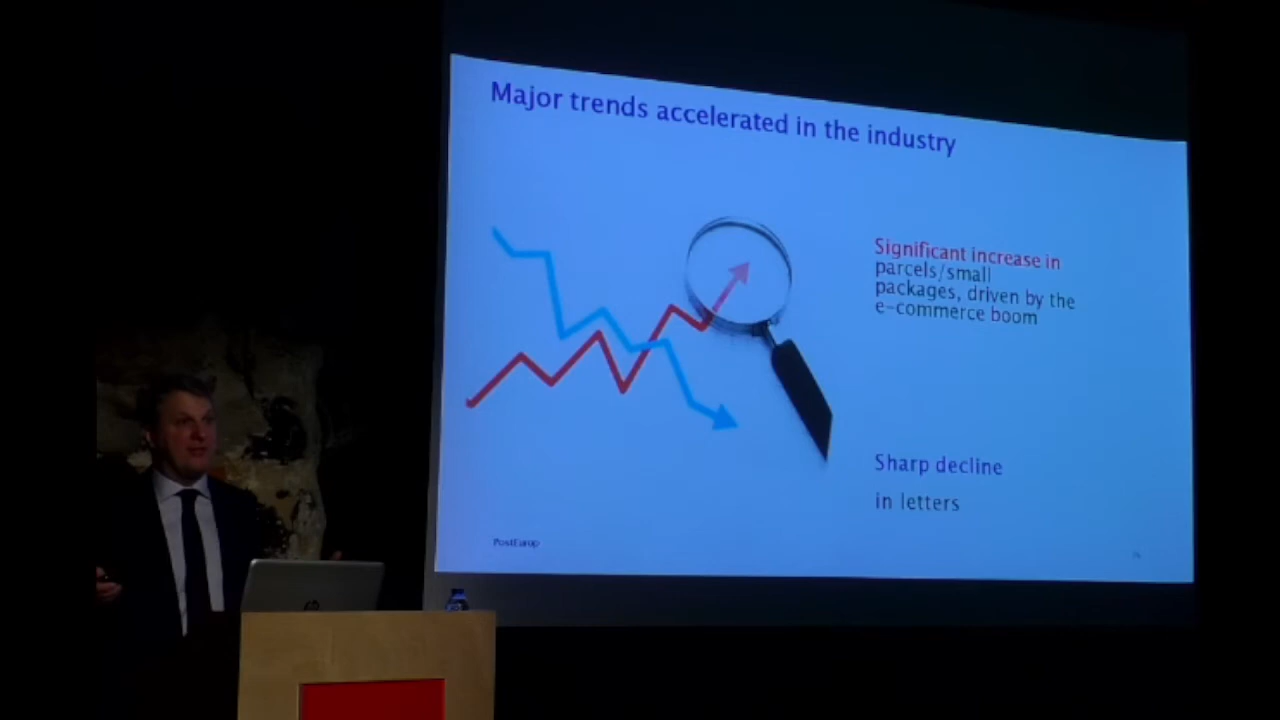 Major trends accelerated in the industry
Significant increase in
parcels/small
packages, driven by the
e-commerce boom
Sharp decline
in letters
PostEurop
hp